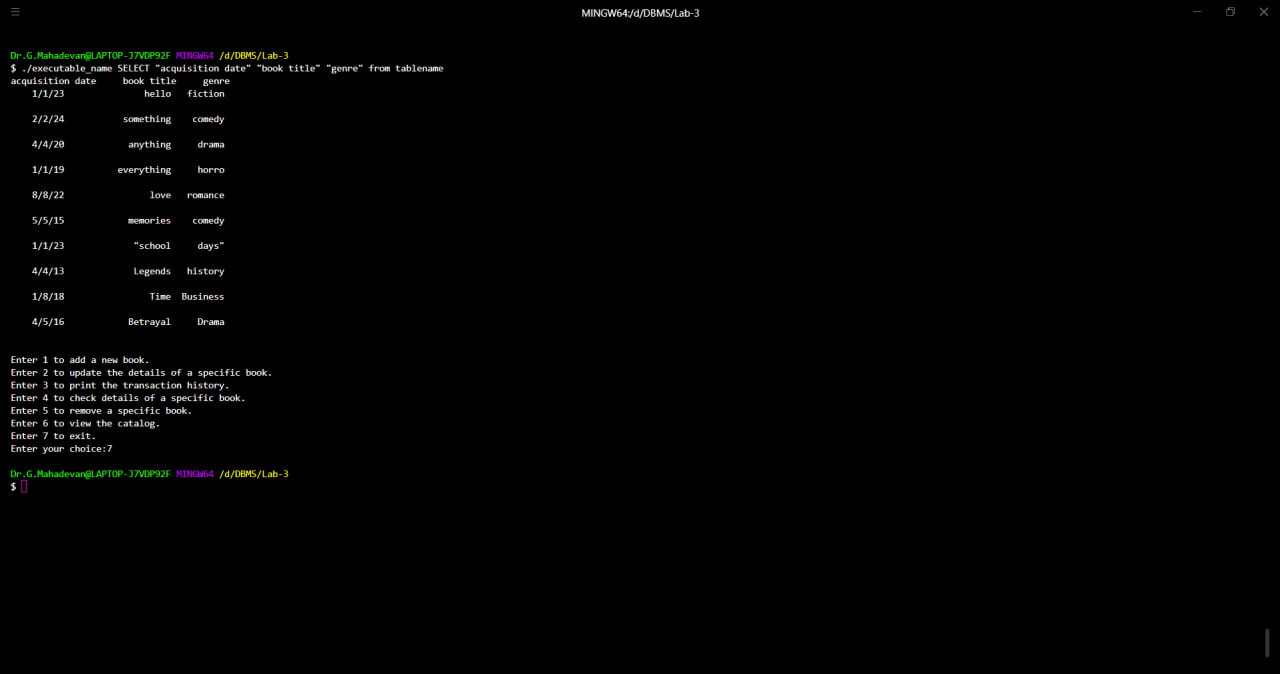 MINGW64:/d/DBMS/Lab-3
Dr.G.Mahadevan@LAPTOP-J7VDP92F MINGW64 /d/DBMS/Lab-3
$ ./executable_name SELECT "acquisition date" "book title" "genre" from tablename
acquisition date book title genre
1/1/23 hello fiction
2/2/24 something comedy
4/4/20 anything drama
1/1/19 everything horro
8/8/22 love romance
5/5/15 memories comedy
1/1/23 "school days"
4/4/13 Legends history
1/8/18 Time Business
4/5/16 Betrayal Drama
Enter 1 to add a new book.
Enter 2 to update the details of a specific book.
Enter 3 to print the transaction history.
Enter 4 to check details of a specific book.
Enter 5 to remove a specific book.
Enter 6 to view the catalog.
Enter 7 to exit.
Enter your choice:7
Dr.G.Mahadevan@LAPTOP-J7VDP92F MINGW64 /d/DBMS/Lab-3
$